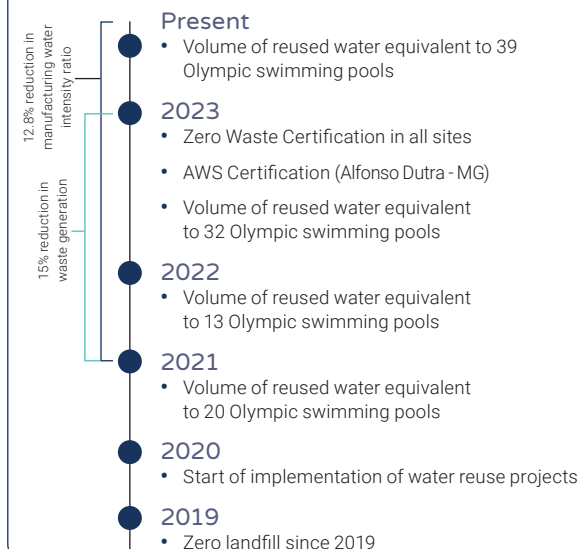 Present
• Volume of reused water equivalent to 39
Olympic swimming pools
12.8% reduction in
manufacturing water
intensity ratio
2023
• Zero Waste Certification in all sites
• AWS Certification (Alfonso Dutra - MG)
• Volume of reused water equivalent
to 32 Olympic swimming pools
15% reduction in
waste generation
2022
• Volume of reused water equivalent
to 13 Olympic swimming pools
2021
• Volume of reused water equivalent
to 20 Olympic swimming pools
2020
• Start of implementation of water reuse projects
2019
• Zero landfill since 2019